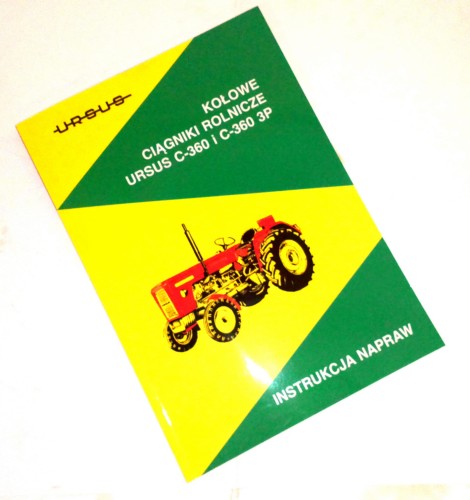 URSUS
KOŁOWE
CIĄGNIKI ROLNICZE
URSUS C-360 i C-360 3P
INSTRUKCJA NAPRAW